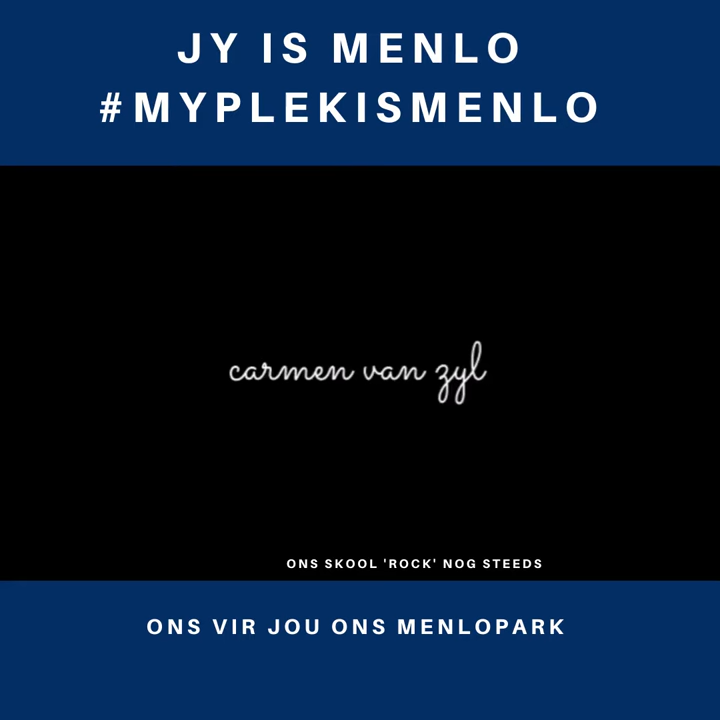 JY IS MENLO
#MYPLEKISMENLO
carmen van zyl
ONS SKOOL 'ROCK' NOG STEEDS
ONS VIR JOU ONS MENLOPARK